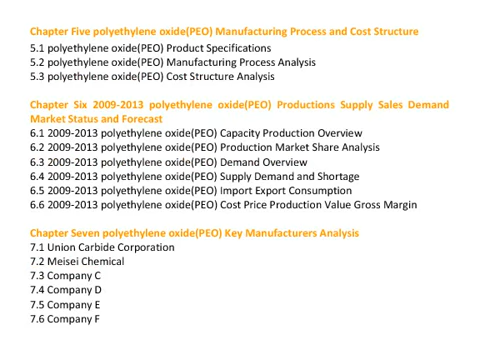 Chapter Five polyethylene oxide(PEO) Manufacturing Process and Cost Structure
5.1 polyethylene oxide(PEO) Product Specifications
5.2 polyethylene oxide(PEO) Manufacturing Process Analysis
5.3 polyethylene oxide(PEO) Cost Structure Analysis
Chapter Six 2009-2013 polyethylene oxide(PEO) Productions Supply Sales Demand
Market Status and Forecast
6.1 2009-2013 polyethylene oxide(PEO) Capacity Production Overview
6.2 2009-2013 polyethylene oxide(PEO) Production Market Share Analysis
6.3 2009-2013 polyethylene oxide(PEO) Demand Overview
6.4 2009-2013 polyethylene oxide(PEO) Supply Demand and Shortage
6.5 2009-2013 polyethylene oxide(PEO) Import Export Consumption
6.6 2009-2013 polyethylene oxide(PEO) Cost Price Production Value Gross Margin
Chapter Seven polyethylene oxide(PEO) Key Manufacturers Analysis
7.1 Union Carbide Corporation
7.2 Meisei Chemical
7.3 Company C
7.4 Company D
7.5 Company E
7.6 Company F